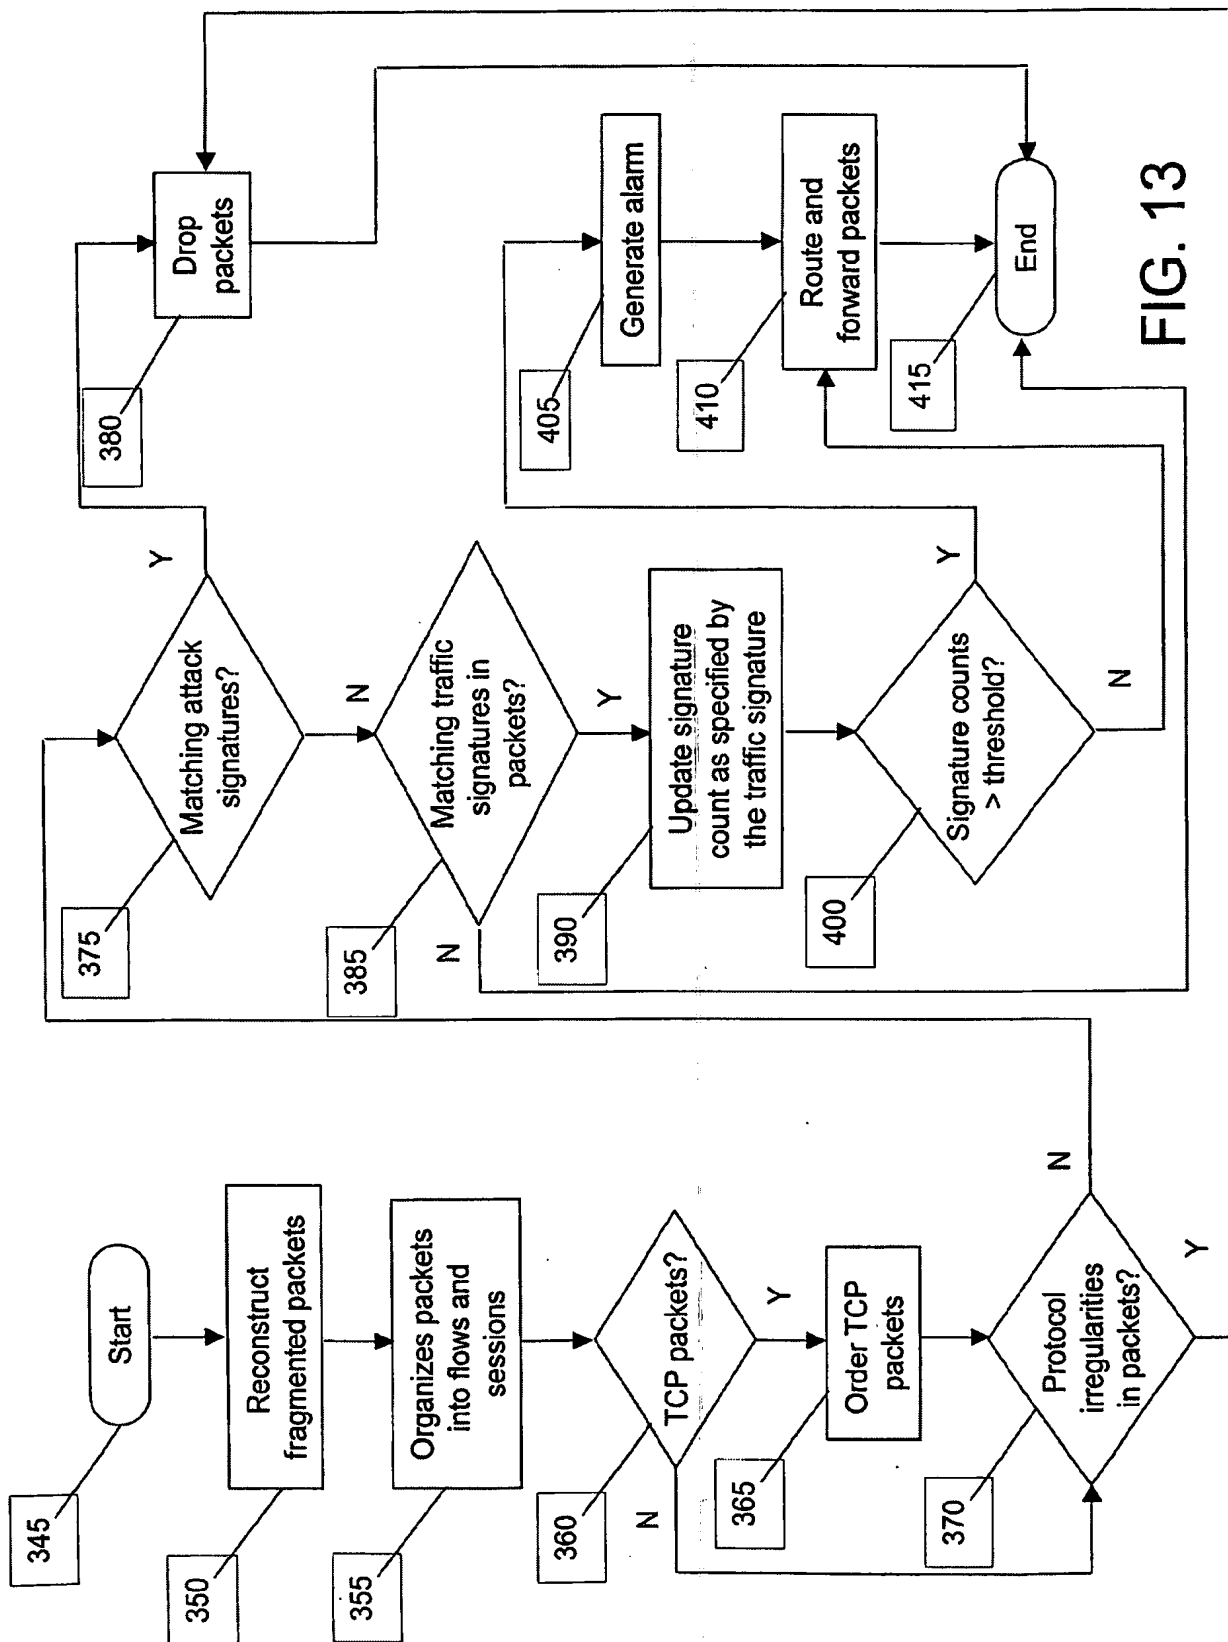 345
Start
350
Reconstruct
fragmented packets
355
Organizes packets
into flows and
sessions
360
TCP packets?
N
Y
365
Order TCP
packets
370
Protocol
irregularities
in packets?
N
Y
375
Matching attack
signatures?
Y
N
380
Drop
packets
385
Matching traffic
signatures in
packets?
N
Y
390
Update signature
count as specified by
the traffic signature
400
Signature counts
> threshold?
Y
N
405
Generate alarm
410
Route and
forward packets
415
End
FIG. 13